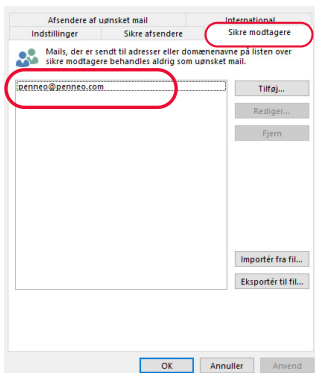 Afsendere af uønsket mail
International
Indstillinger
Sikre afsendere
Sikre modtagere
Mails, der er sendt til adresser eller domænenavne på listen over
sikre modtagere behandles aldrig som uønsket mail.
penneo@penneo.com
Tilføj...
Rediger...
Fjern
Importér fra fil...
Eksportér til fil...
OK
Annuller
Anvend